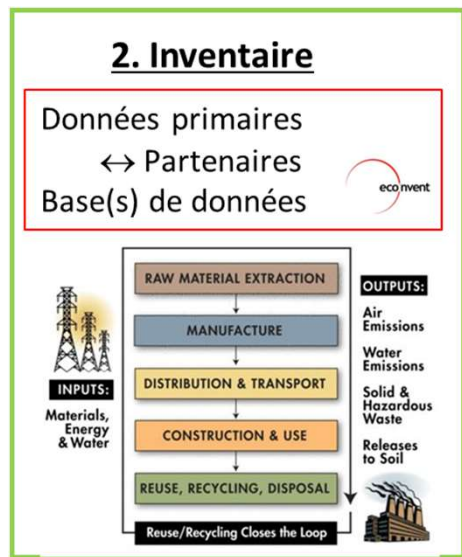 2. Inventaire
Données primaires
↔ Partenaires
Base(s) de données
ecoinvent
RAW MATERIAL EXTRACTION
MANUFACTURE
DISTRIBUTION & TRANSPORT
CONSTRUCTION & USE
REUSE, RECYCLING, DISPOSAL
Reuse/Recycling Closes the Loop
INPUTS:
Materials,
Energy
& Water
OUTPUTS:
Air
Emissions
Water
Emissions
Solid &
Hazardous
Waste
Releases
to Soil